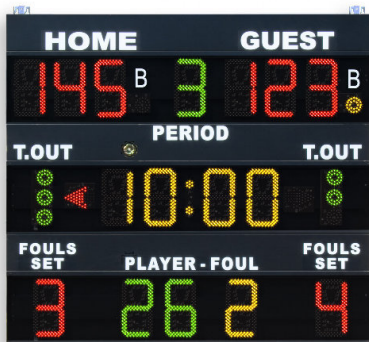 HOME GUEST
145 B 3 123 B
PERIOD
T.OUT T.OUT
10:00
FOULS SET PLAYER - FOUL FOULS SET
3 26 2 4